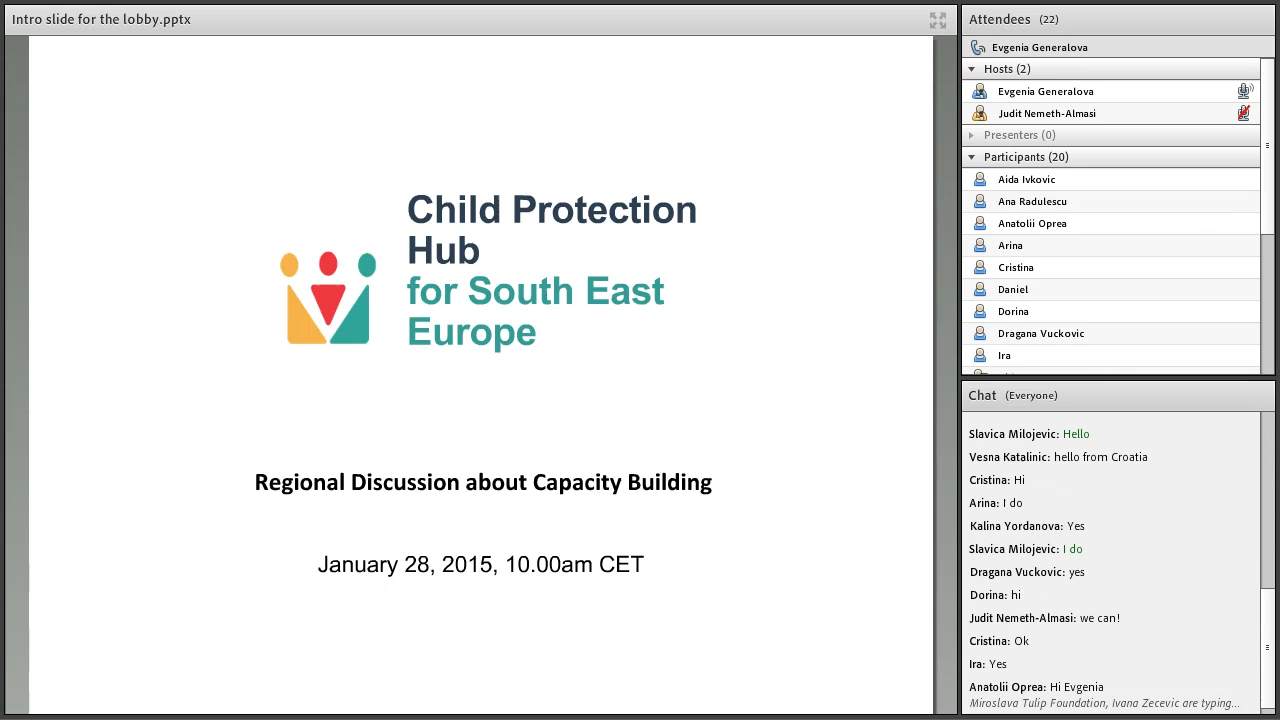 Intro slide for the lobby.pptx
Child Protection
Hub
for South East
Europe
Regional Discussion about Capacity Building
January 28, 2015, 10.00am CET
Attendees (22)
Evgenia Generalova
Hosts (2)
Evgenia Generalova
Judit Nemeth-Almasi
Presenters (0)
Participants (20)
Aida Ivkovic
Ana Radulescu
Anatolii Oprea
Arina
Cristina
Daniel
Dorina
Dragana Vuckovic
Ira
Chat (Everyone)
Slavica Milojevic: Hello
Vesna Katalinic: hello from Croatia
Cristina: Hi
Arina: I do
Kalina Yordanova: Yes
Slavica Milojevic: I do
Dragana Vuckovic: yes
Dorina: hi
Judit Nemeth-Almasi: we can!
Cristina: Ok
Ira: Yes
Anatolii Oprea: Hi Evgenia
Miroslava Tulip Foundation, Ivana Zecevic are typing...